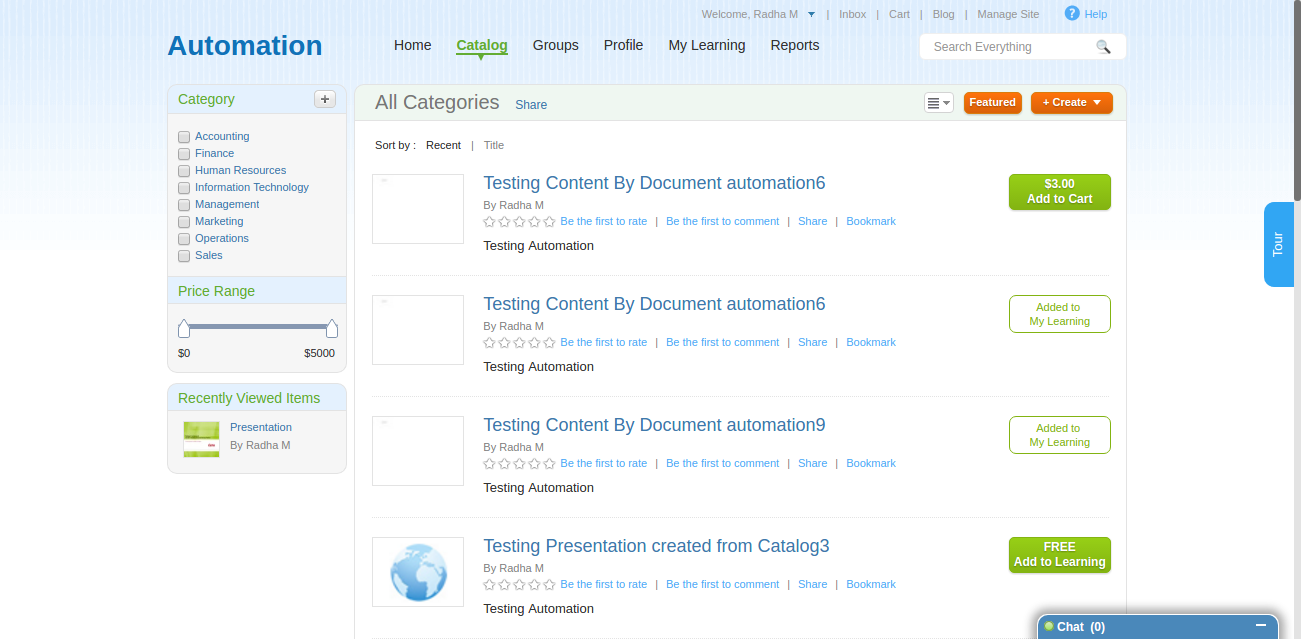 Welcome, Radha M | Inbox | Cart | Blog | Manage Site ? Help
Automation
Home Catalog Groups Profile My Learning Reports
Search Everything
Category +
Accounting
Finance
Human Resources
Information Technology
Management
Marketing
Operations
Sales
Price Range
$0 $5000
Recently Viewed Items
Presentation
By Radha M
All Categories Share
Featured
+ Create
Sort by : Recent | Title
Testing Content By Document automation6
By Radha M
Be the first to rate | Be the first to comment | Share | Bookmark
Testing Automation
$3.00
Add to Cart
Testing Content By Document automation6
By Radha M
Be the first to rate | Be the first to comment | Share | Bookmark
Testing Automation
Added to
My Learning
Testing Content By Document automation9
By Radha M
Be the first to rate | Be the first to comment | Share | Bookmark
Testing Automation
Added to
My Learning
Testing Presentation created from Catalog3
By Radha M
Be the first to rate | Be the first to comment | Share | Bookmark
Testing Automation
FREE
Add to Learning
Tour
Chat (0)